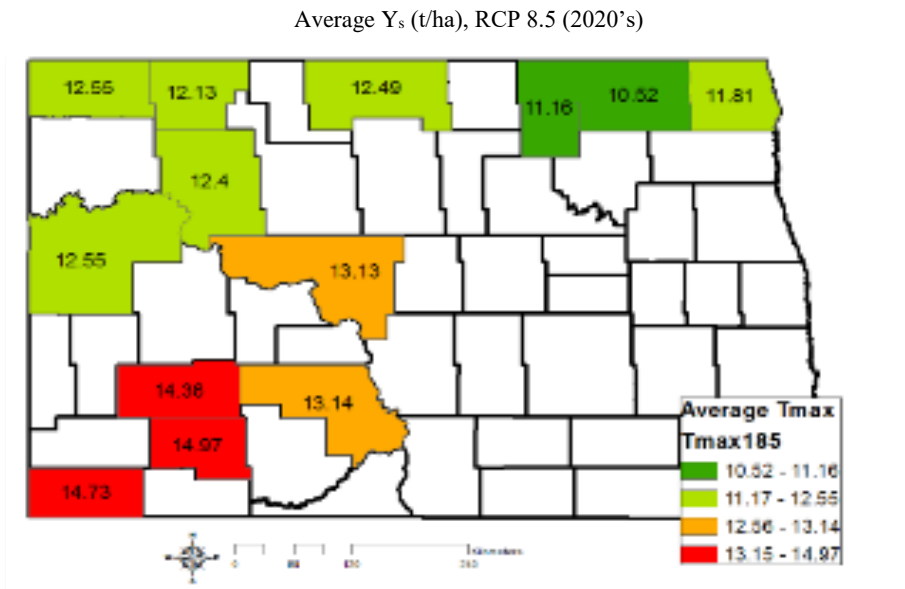 Average Yₛ (t/ha), RCP 8.5 (2020's)
12.55
12.13
12.49
11.16
10.52
11.81
12.4
12.55
13.13
14.36
13.14
14.97
14.73
Average Tmax
Tmax185
10.52 - 11.16
11.17 - 12.55
12.56 - 13.14
13.15 - 14.97
0